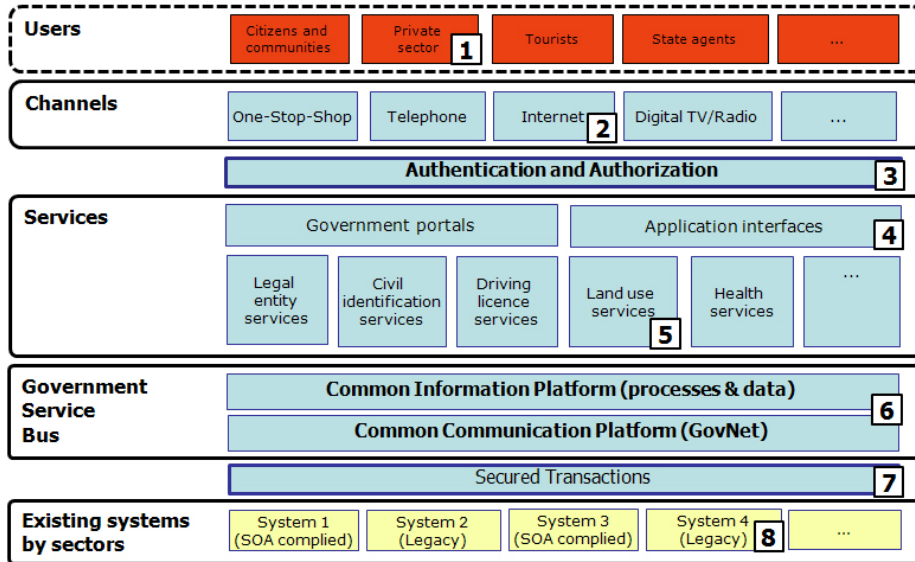 Users
Citizens and
communities
Private
sector
1
Tourists
State agents
...
Channels
One-Stop-Shop
Telephone
Internet
2
Digital TV/Radio
...
Authentication and Authorization
3
Services
Government portals
Application interfaces
4
Legal
entity
services
Civil
identification
services
Driving
licence
services
Land use
services
5
Health
services
...
Government
Service
Bus
Common Information Platform (processes & data)
6
Common Communication Platform (GovNet)
Secured Transactions
7
Existing systems
by sectors
System 1
(SOA complied)
System 2
(Legacy)
System 3
(SOA complied)
System 4
(Legacy)
8
...